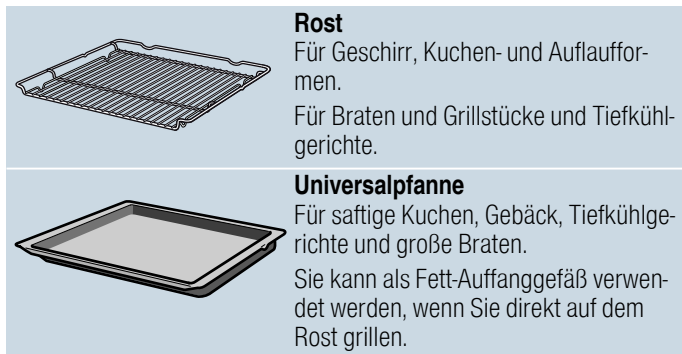 Rost
Für Geschirr, Kuchen- und Auflauffor-
men.
Für Braten und Grillstücke und Tiefkühl-
gerichte.
Universalpfanne
Für saftige Kuchen, Gebäck, Tiefkühlge-
richte und große Braten.
Sie kann als Fett-Auffanggefäß verwen-
det werden, wenn Sie direkt auf dem
Rost grillen.